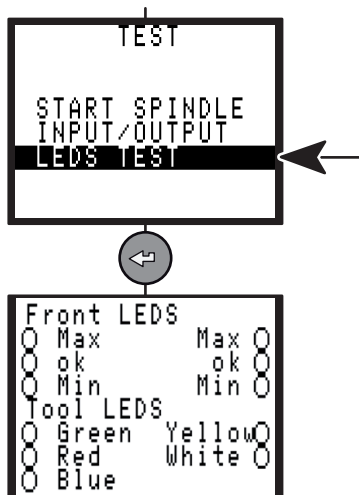 TEST
START SPINDLE
INPUT/OUTPUT
LEDS TEST
Front LEDS
Max Max
ok ok
Min Min
Tool LEDS
Green Yellow
Red White
Blue